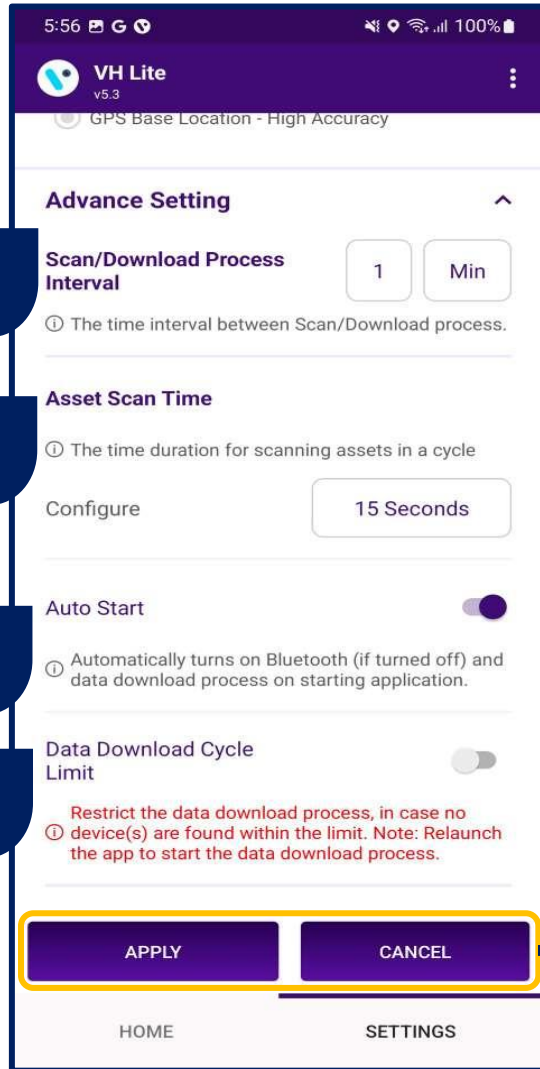 5:56 G 100%
VH Lite
v5.3
GPS Base Location - High Accuracy
Advance Setting
Scan/Download Process
Interval
1 Min
The time interval between Scan/Download process.
Asset Scan Time
The time duration for scanning assets in a cycle
Configure 15 Seconds
Auto Start
Automatically turns on Bluetooth (if turned off) and
data download process on starting application.
Data Download Cycle
Limit
Restrict the data download process, in case no
device(s) are found within the limit. Note: Relaunch
the app to start the data download process.
APPLY CANCEL
HOME SETTINGS